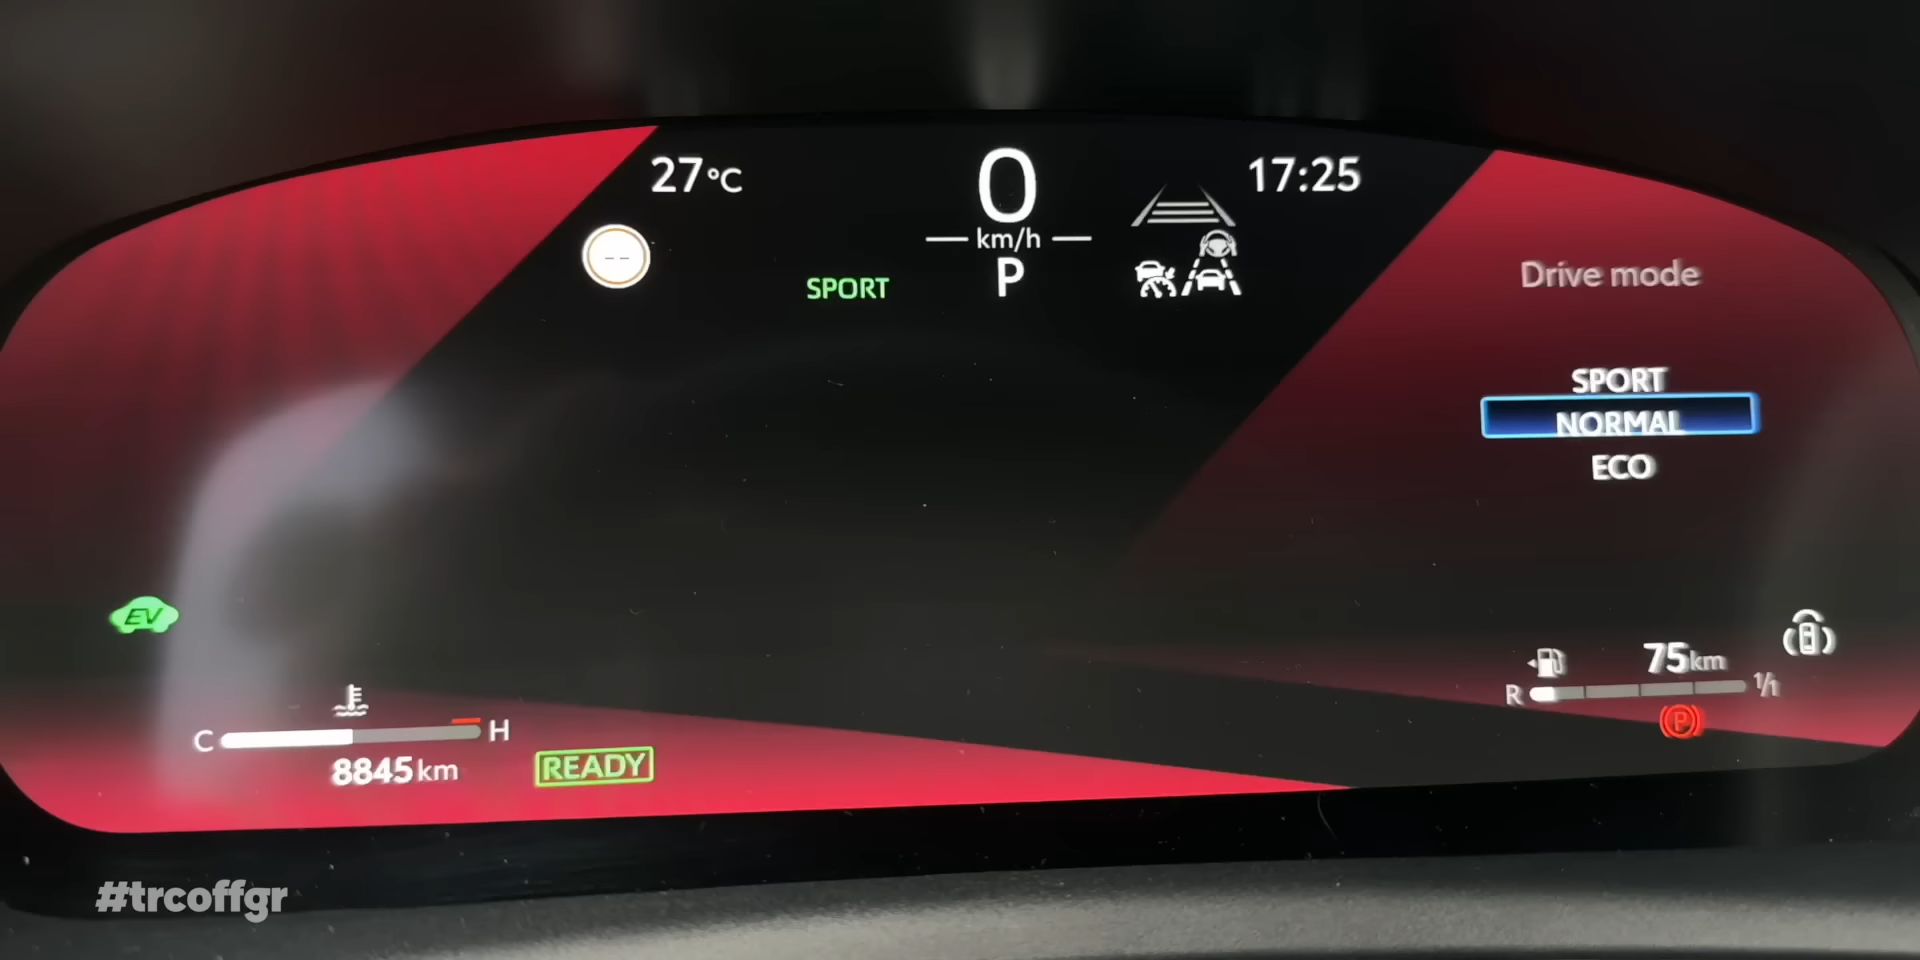 27°C
0
17:25
km/h
--
SPORT
P
Drive mode
SPORT
NORMAL
ECO
EV
75km
R 1/1
P
C H
8845km
READY
#trcoffgr